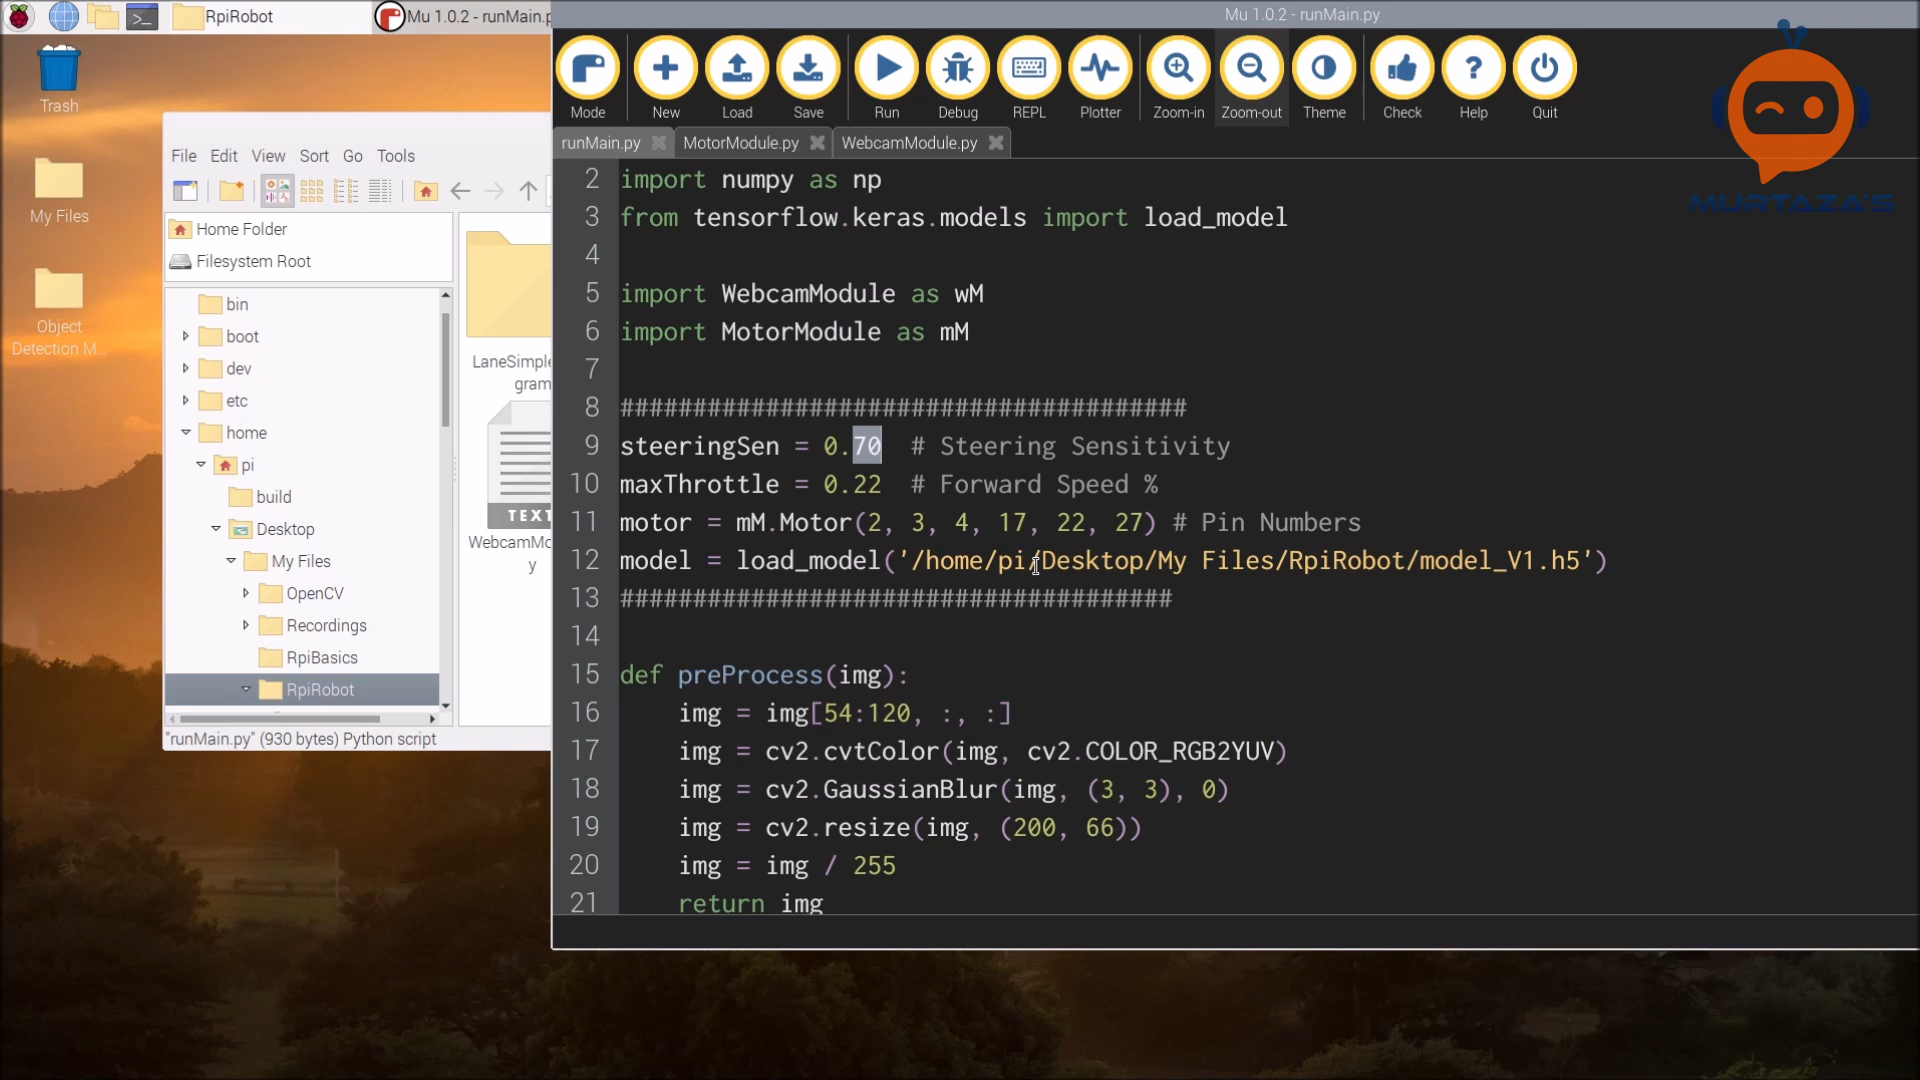 RpiRobot
Mu 1.0.2 - runMain.p
Mu 1.0.2 - runMain.py
Trash
My Files
Object
Detection M...
File Edit View Sort Go Tools
Home Folder
Filesystem Root
bin
boot
dev
etc
home
pi
build
Desktop
My Files
OpenCV
Recordings
RpiBasics
RpiRobot
LaneSimple
gram
TEXT
WebcamMo
y
"runMain.py" (930 bytes) Python script
Mode New Load Save Run Debug REPL Plotter Zoom-in Zoom-out Theme Check Help Quit
runMain.py MotorModule.py WebcamModule.py
2 import numpy as np
3 from tensorflow.keras.models import load_model
4
5 import WebcamModule as wM
6 import MotorModule as mM
7
8 #######################################
9 steeringSen = 0.70  # Steering Sensitivity
10 maxThrottle = 0.22  # Forward Speed %
11 motor = mM.Motor(2, 3, 4, 17, 22, 27) # Pin Numbers
12 model = load_model('/home/pi/Desktop/My Files/RpiRobot/model_V1.h5')
13 ######################################
14
15 def preProcess(img):
16     img = img[54:120, :, :]
17     img = cv2.cvtColor(img, cv2.COLOR_RGB2YUV)
18     img = cv2.GaussianBlur(img, (3, 3), 0)
19     img = cv2.resize(img, (200, 66))
20     img = img / 255
21     return img
MURTAZA'S